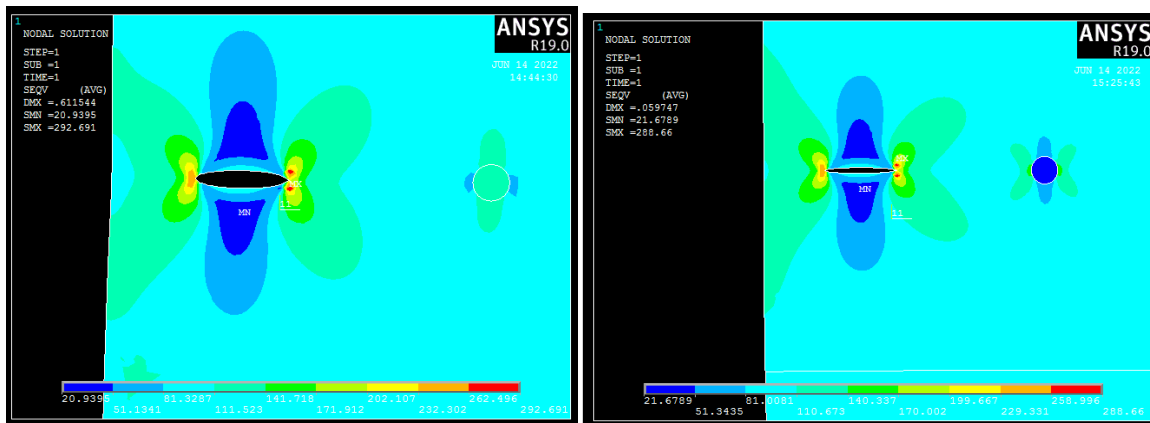 1
NODAL SOLUTION
STEP=1
SUB =1
TIME=1
SEQV (AVG)
DMX =.611544
SMN =20.9395
SMX =292.691
ANSYS
R19.0
JUN 14 2022
14:44:30
MX
11
MN
20.9395 81.3287 141.718 202.107 262.496
51.1341 111.523 171.912 232.302 292.691
1
NODAL SOLUTION
STEP=1
SUB =1
TIME=1
SEQV (AVG)
DMX =.059747
SMN =21.6789
SMX =288.66
ANSYS
R19.0
JUN 14 2022
15:25:43
MX
MN
11
21.6789 81.0081 140.337 199.667 258.996
51.3435 110.673 170.002 229.331 288.66